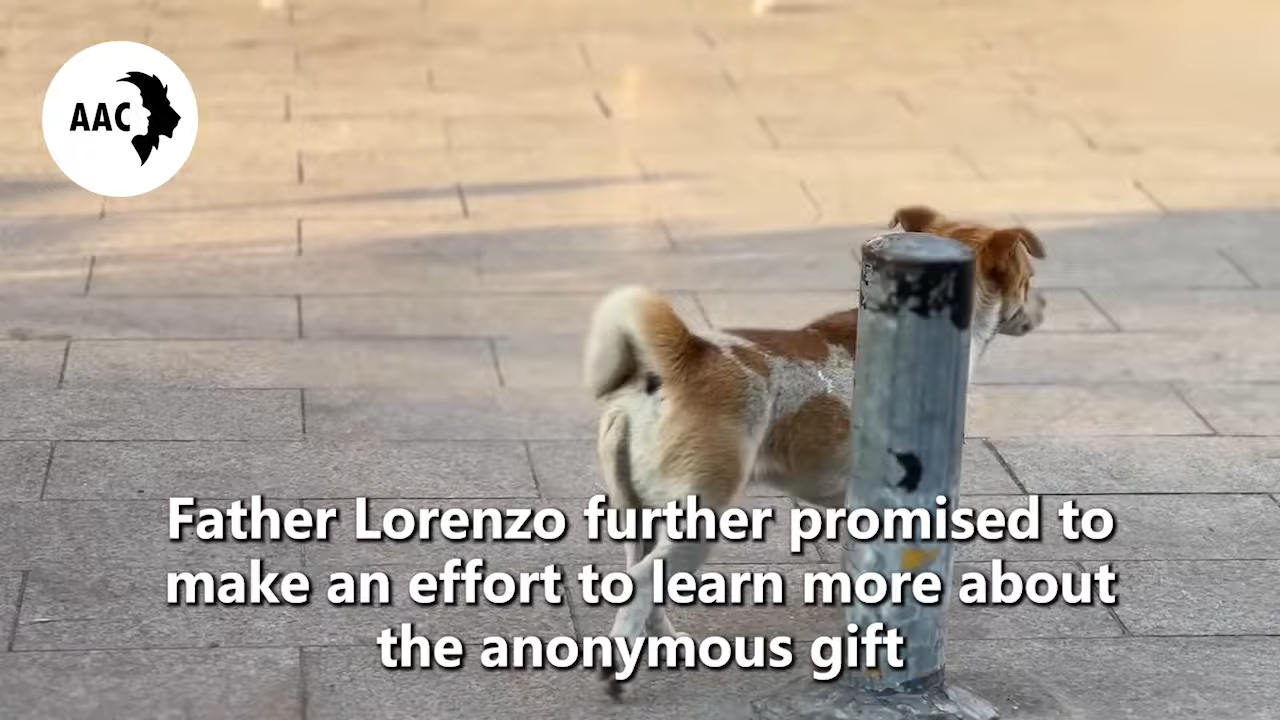 AAC
Father Lorenzo further promised to
make an effort to learn more about
the anonymous gift